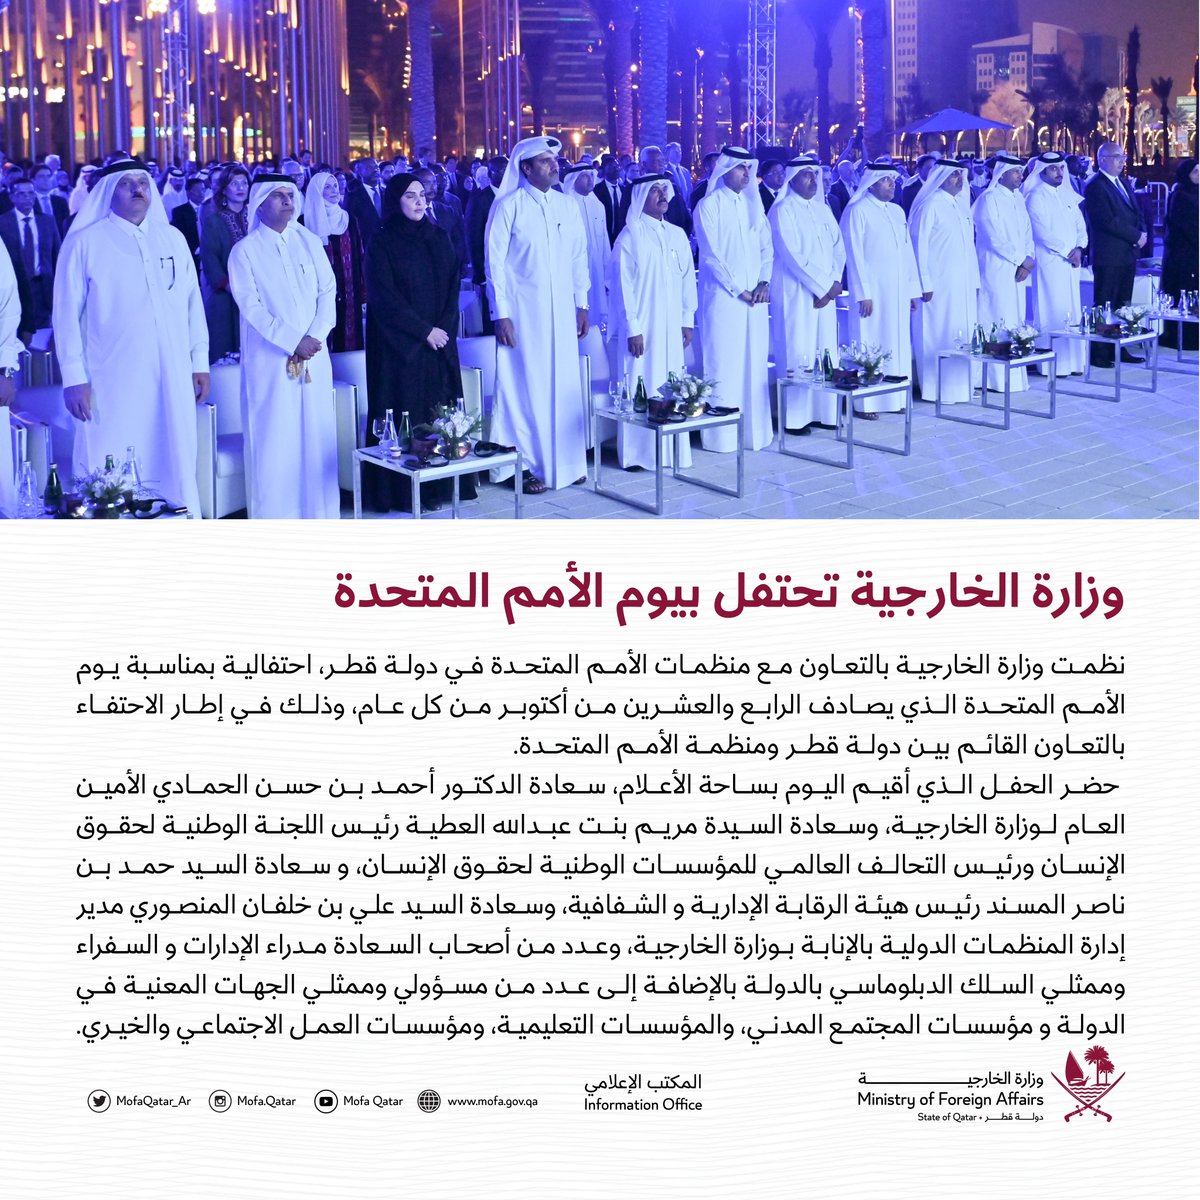 وزارة الخارجية تحتفل بيوم الأمم المتحدة
نظمت وزارة الخارجية بالتعاون مع منظمات الأمم المتحدة في دولة قطر، احتفالية بمناسبة يوم
الأمم المتحدة الذي يصادف الرابع والعشرين من أكتوبر من كل عام، وذلك في إطار الاحتفاء
بالتعاون القائم بين دولة قطر ومنظمة الأمم المتحدة.
حضر الحفل الذي أقيم اليوم بساحة الأعلام، سعادة الدكتور أحمد بن حسن الحمادي الأمين
العام لوزارة الخارجية، وسعادة السيدة مريم بنت عبدالله العطية رئيس اللجنة الوطنية لحقوق
الإنسان ورئيس التحالف العالمي للمؤسسات الوطنية لحقوق الإنسان، و سعادة السيد حمد بن
ناصر المسند رئيس هيئة الرقابة الإدارية و الشفافية، وسعادة السيد علي بن خلفان المنصوري مدير
إدارة المنظمات الدولية بالإنابة بوزارة الخارجية، وعدد من أصحاب السعادة مدراء الإدارات و السفراء
وممثلي السلك الدبلوماسي بالدولة بالإضافة إلى عدد من مسؤولي وممثلي الجهات المعنية في
الدولة و مؤسسات المجتمع المدني، والمؤسسات التعليمية، ومؤسسات العمل الاجتماعي والخيري.
وزارة الخارجية
Ministry of Foreign Affairs
State of Qatar • دولة قطر
المكتب الإعلامي
Information Office
MofaQatar_Ar Mofa.Qatar Mofa Qatar www.mofa.gov.qa